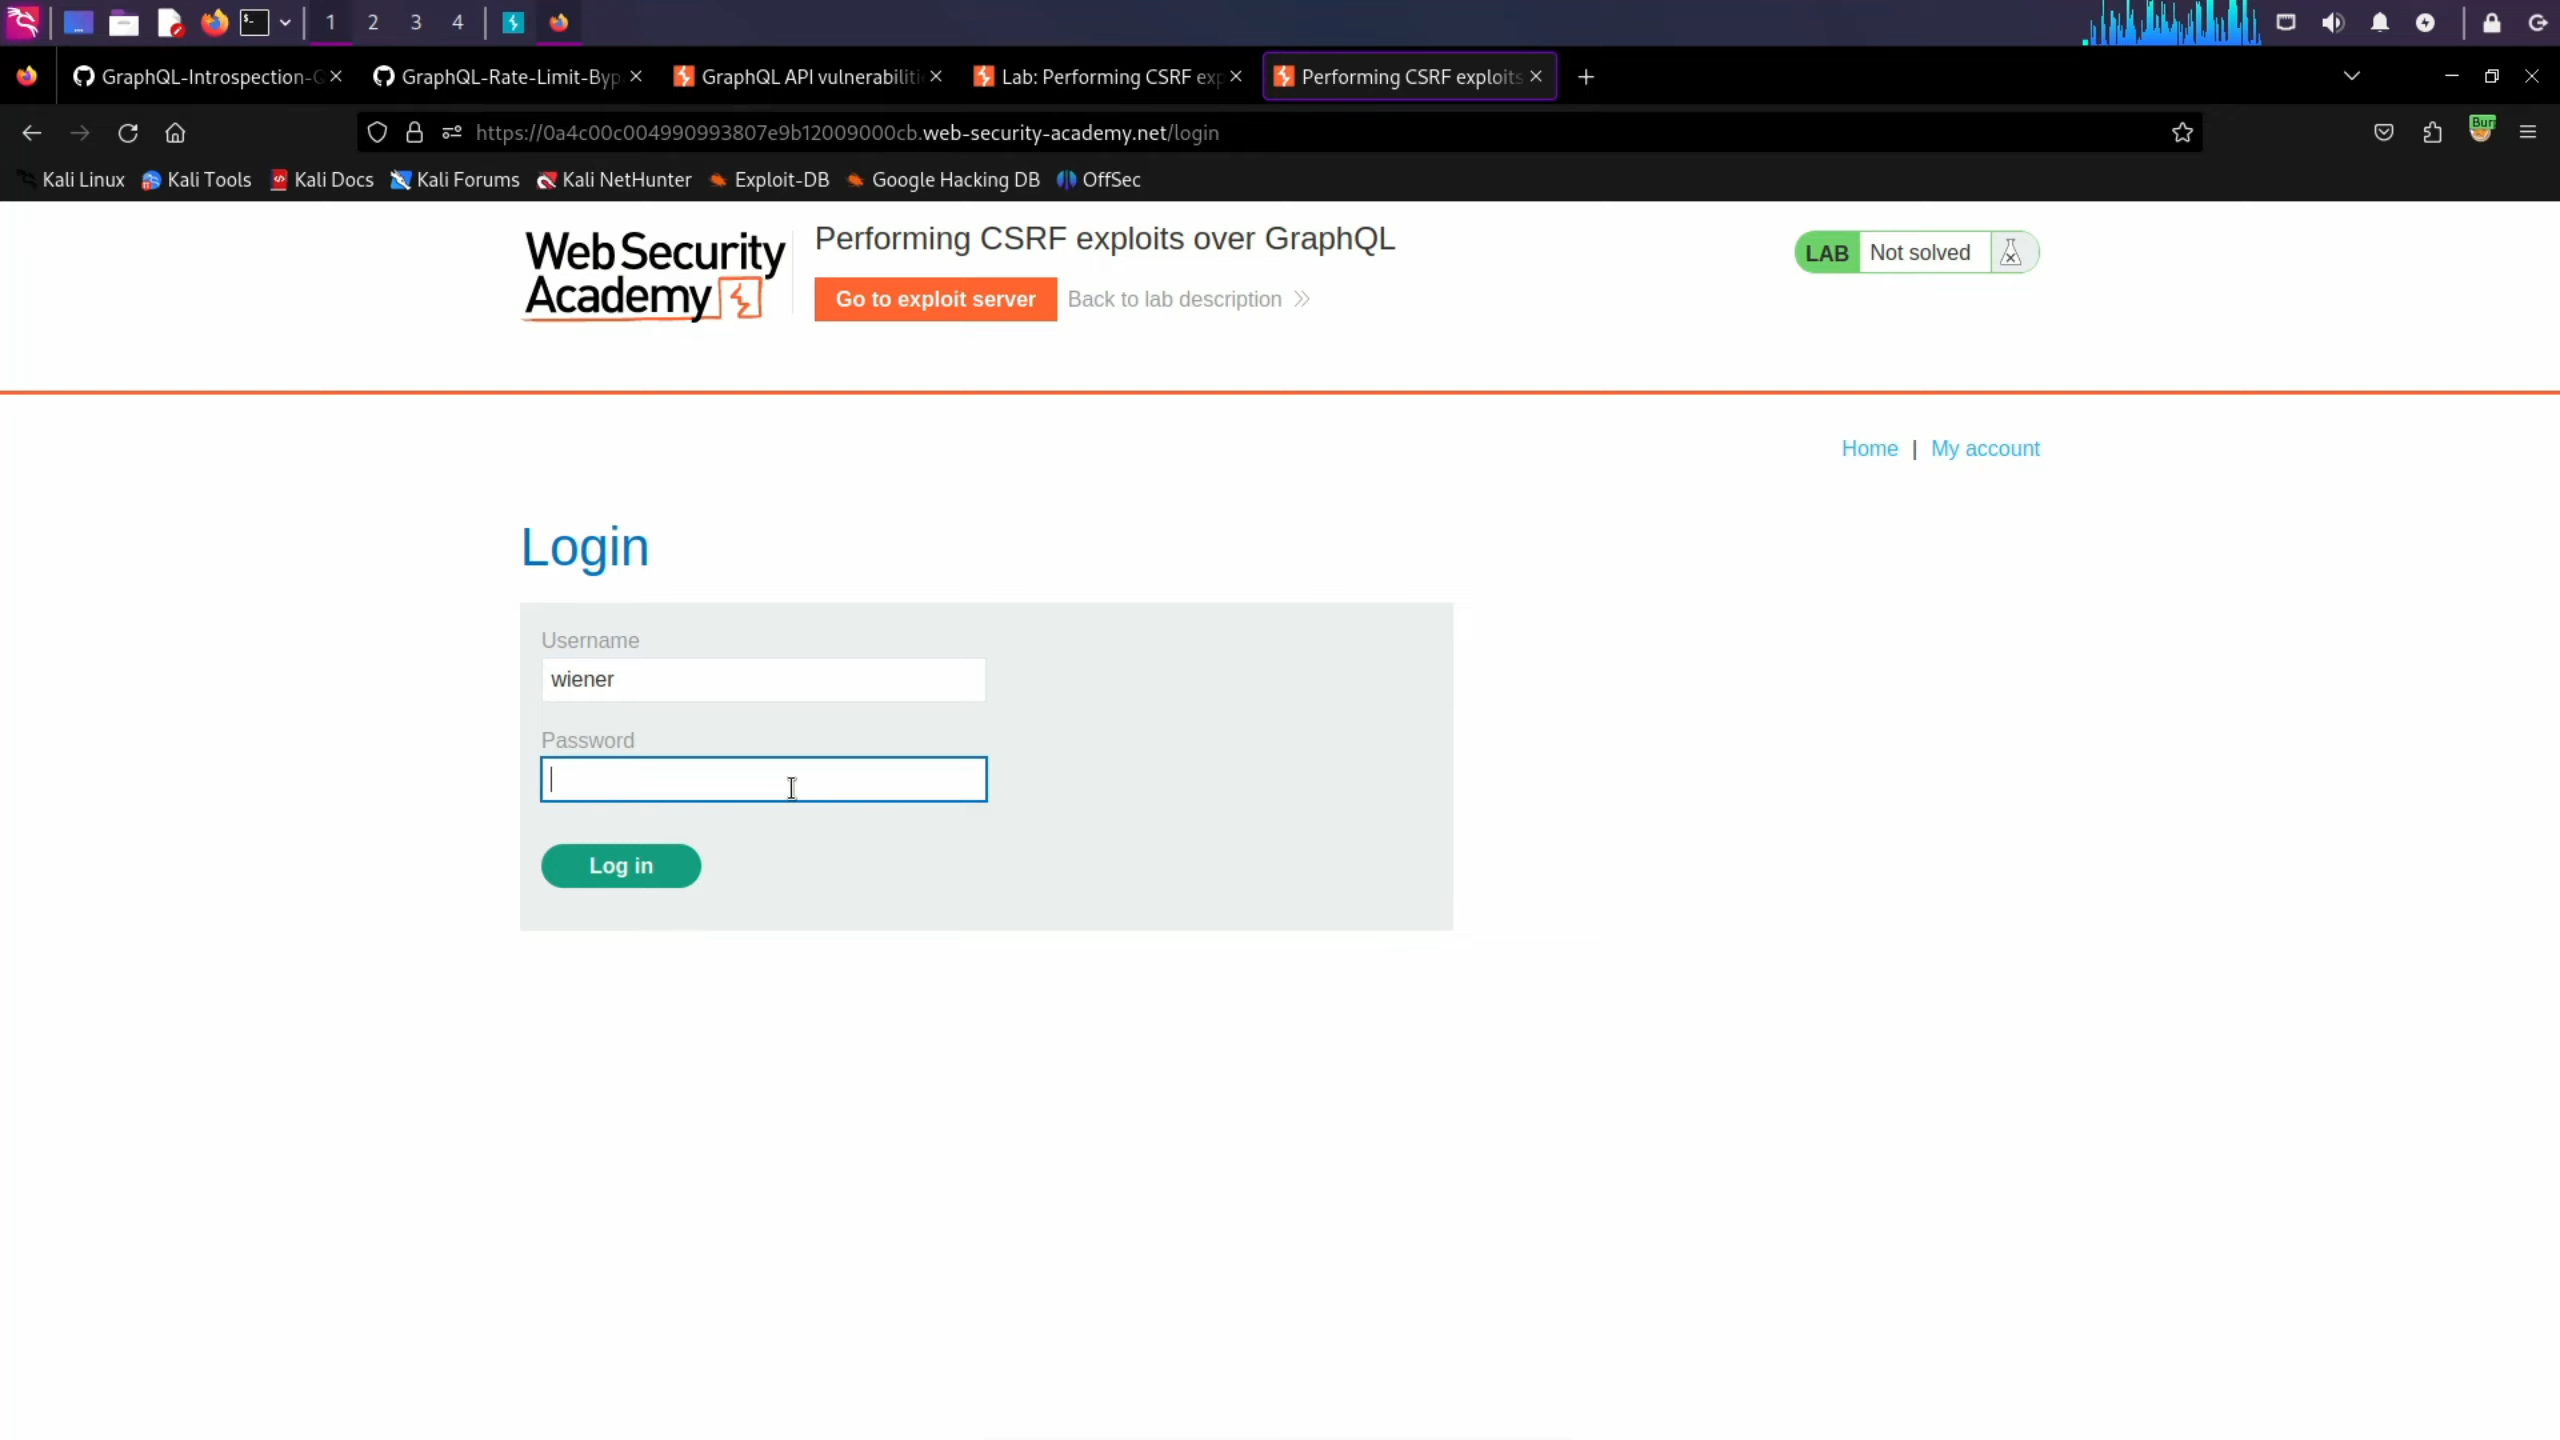 1 2 3 4
GraphQL-Introspection-
GraphQL-Rate-Limit-Byp
GraphQL API vulnerabiliti
Lab: Performing CSRF exp
Performing CSRF exploits
https://0a4c00c004990993807e9b12009000cb.web-security-academy.net/login
Bur
Kali Linux Kali Tools Kali Docs Kali Forums Kali NetHunter Exploit-DB Google Hacking DB OffSec
Web Security
Academy
Performing CSRF exploits over GraphQL
Go to exploit server Back to lab description
LAB Not solved
Home | My account
Login
Username
wiener
Password
Log in